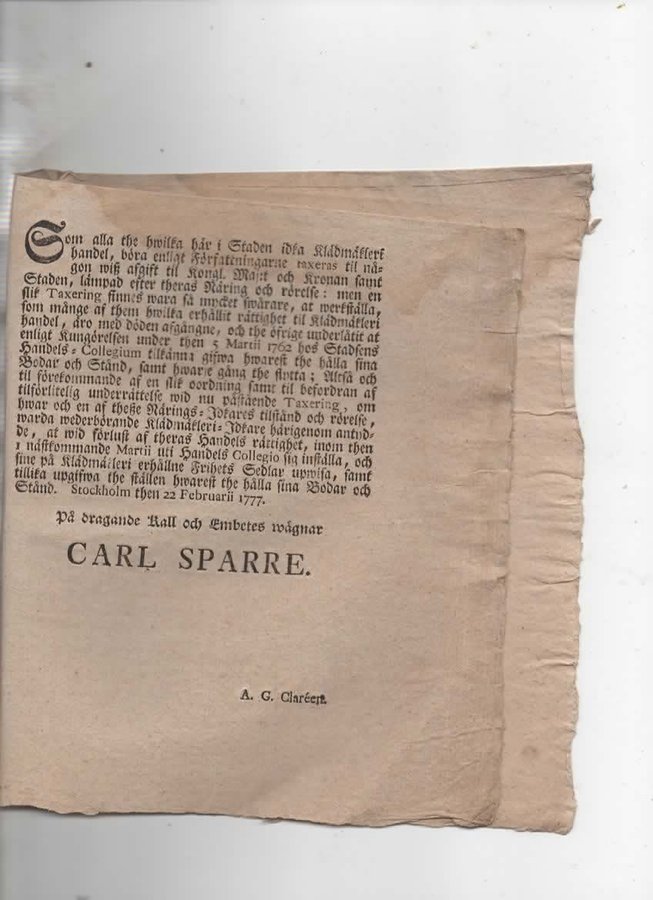 Som alla the hwilka här i Staden idka Klädmäkleri
handel, böra enligt Författningarne taxeras til nå-
gon wiß afgift til Kongl. Maj:t och Kronan samt
Staden, lämpad efter theras Näring och rörelse: men en
slik Taxering finnes wara så mycket swårare, at werkställa,
som månge af them hwilka erhållit rättighet til Klädmäkleri
handel, äro med döden afgångne, och the öfrige underlåtit at
enligt Kungörelsen under then 5 Martii 1762 hos Stadsens
Handels-Collegium tilkänna gifwa hwarest the hålla sina
Bodar och Stånd, samt hwarje gång the flytta; Altså och
til förekommande af en slik oordning samt til befordran af
tilförlitelig underrättelse wid nu påstående Taxering, om
hwar och en af theße Närings-Idkares tilstånd och rörelse,
warda wederbörande Klädmäkleri-Idkare härigenom antyd-
de, at wid förlust af theras Handels rättighet, inom then
1 nästkommande Martii uti Handels Collegio sig inställa, och
sine på Klädmäkleri erhållne Frihets Sedlar upwisa, samt
tillika upgifwa the ställen hwarest the hålla sina Bodar och
Stånd. Stockholm then 22 Februarii 1777.
På dragande Kall och Embetes wägnar
CARL SPARRE.
A. G. Claréen.